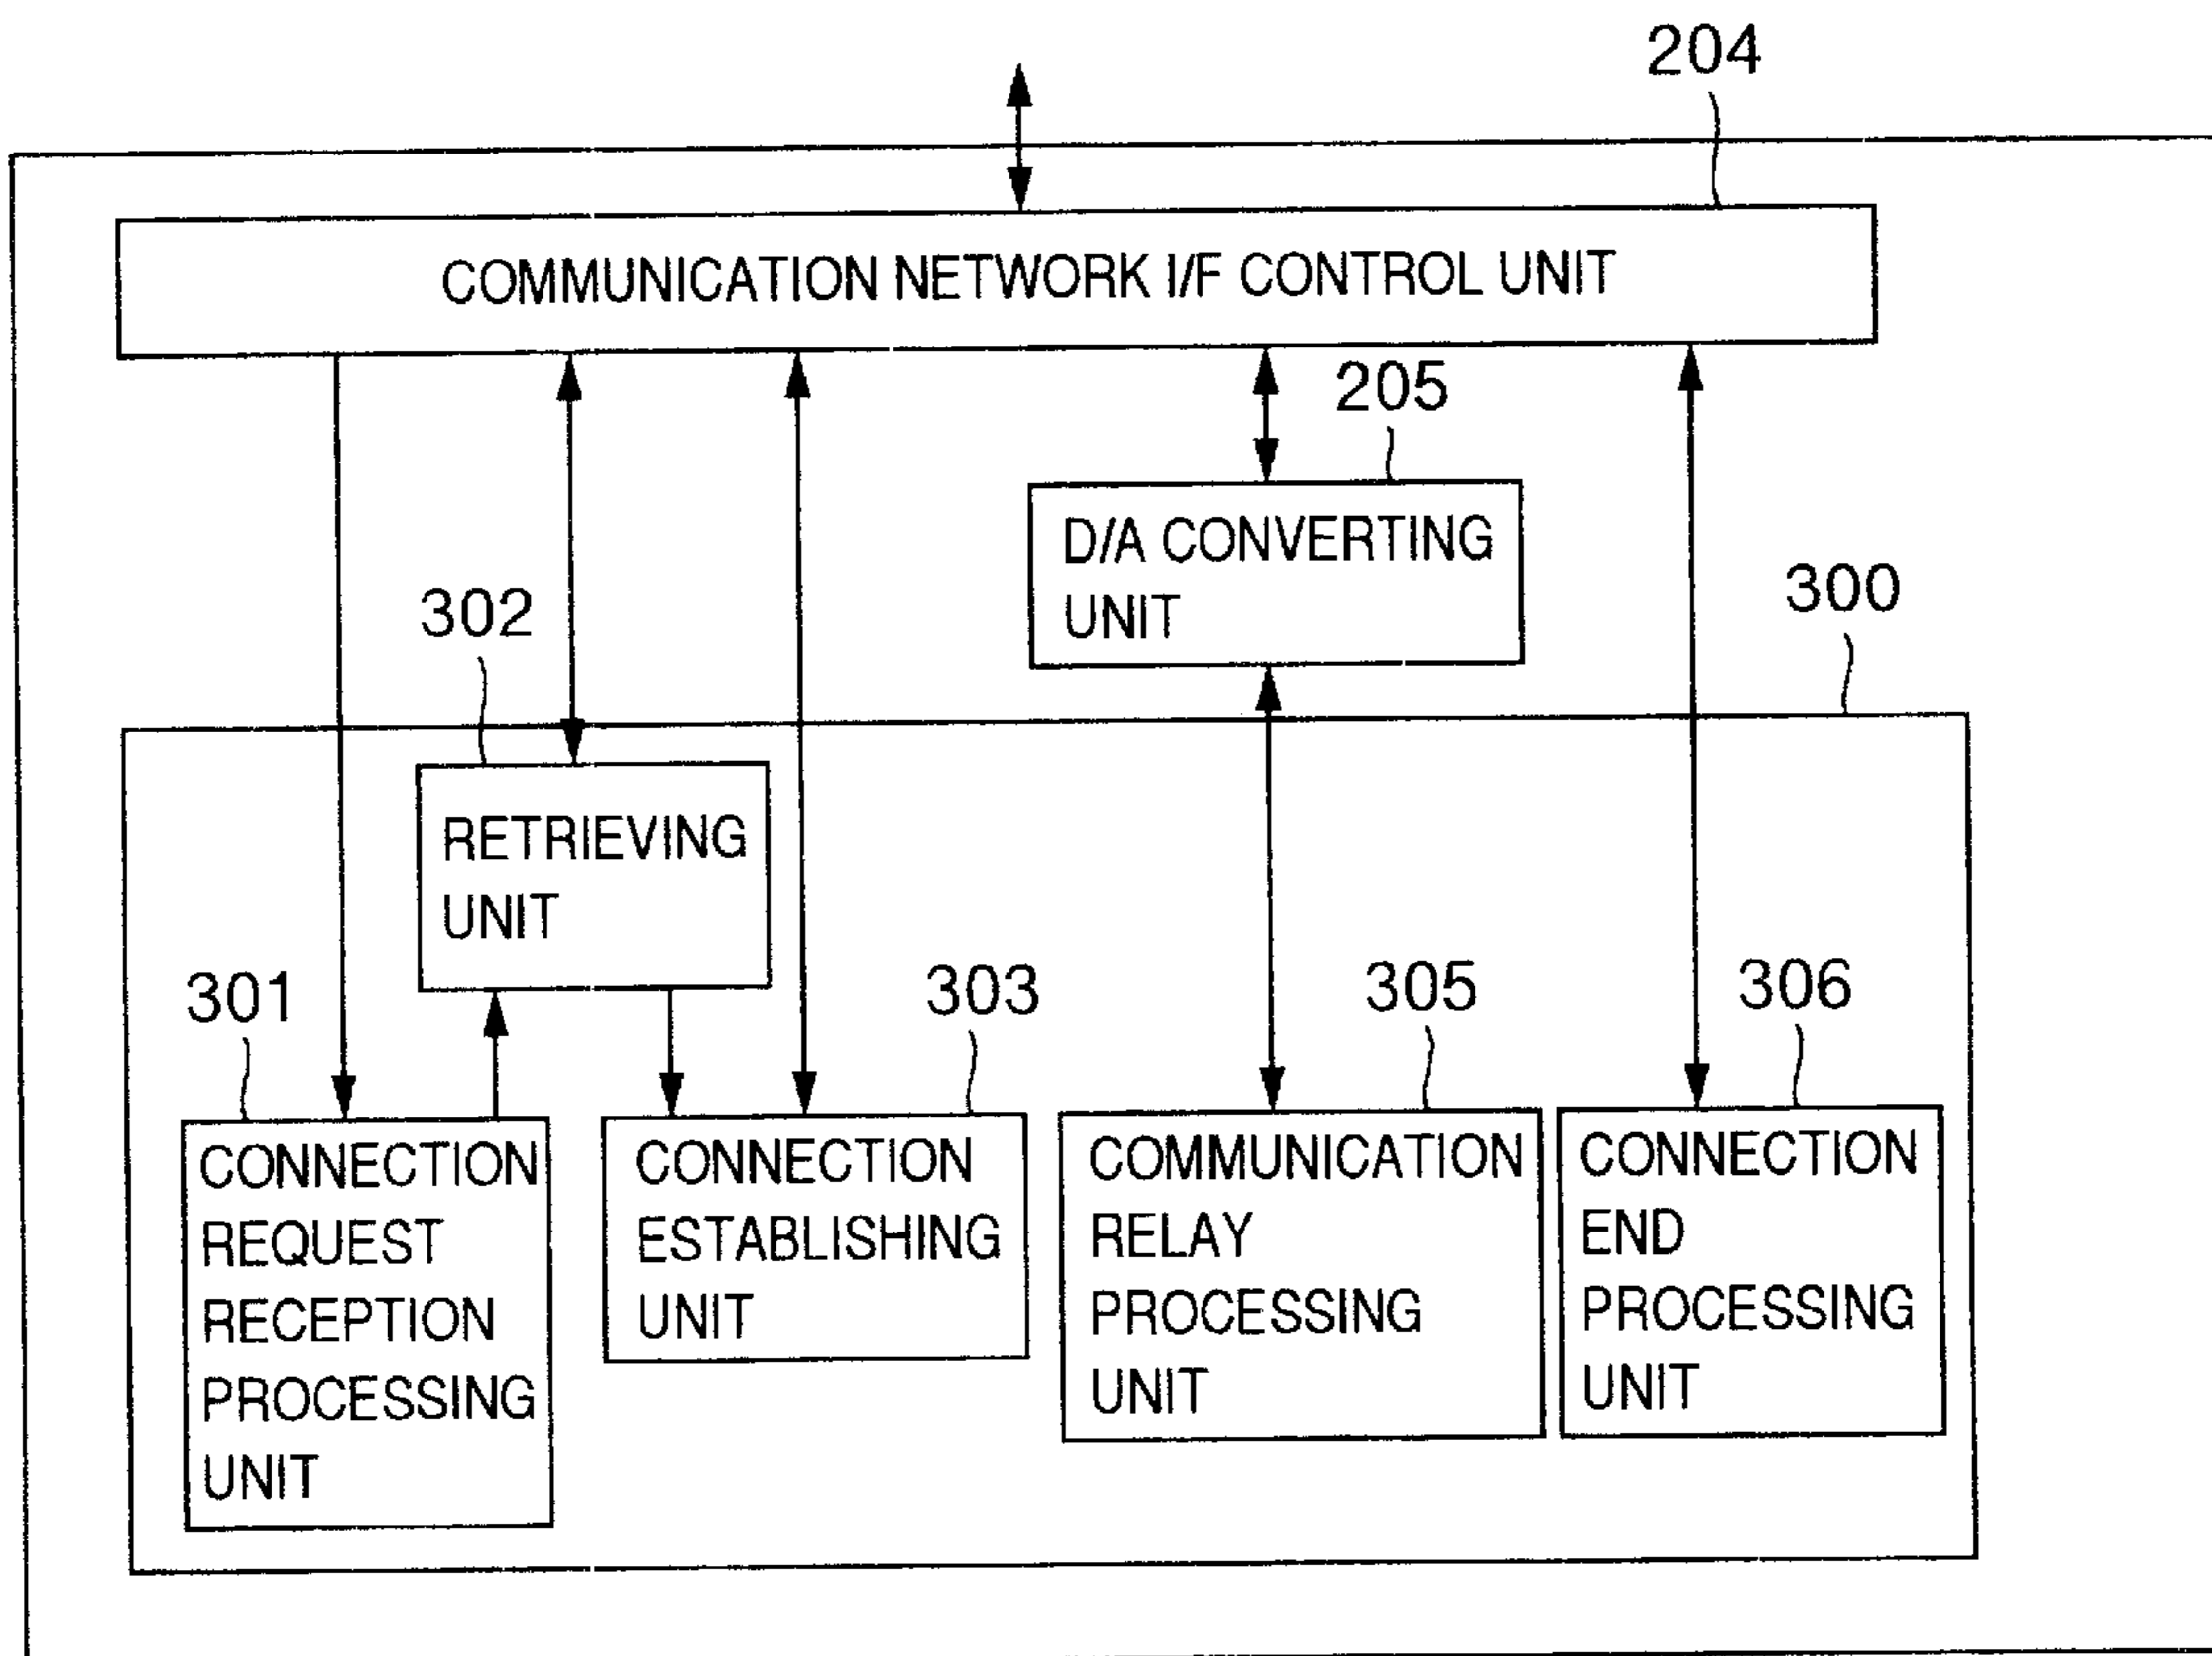 204
COMMUNICATION NETWORK I/F CONTROL UNIT
205
D/A CONVERTING
UNIT
300
302
RETRIEVING
UNIT
301
303
305
306
CONNECTION
REQUEST
RECEPTION
PROCESSING
UNIT
CONNECTION
ESTABLISHING
UNIT
COMMUNICATION
RELAY
PROCESSING
UNIT
CONNECTION
END
PROCESSING
UNIT